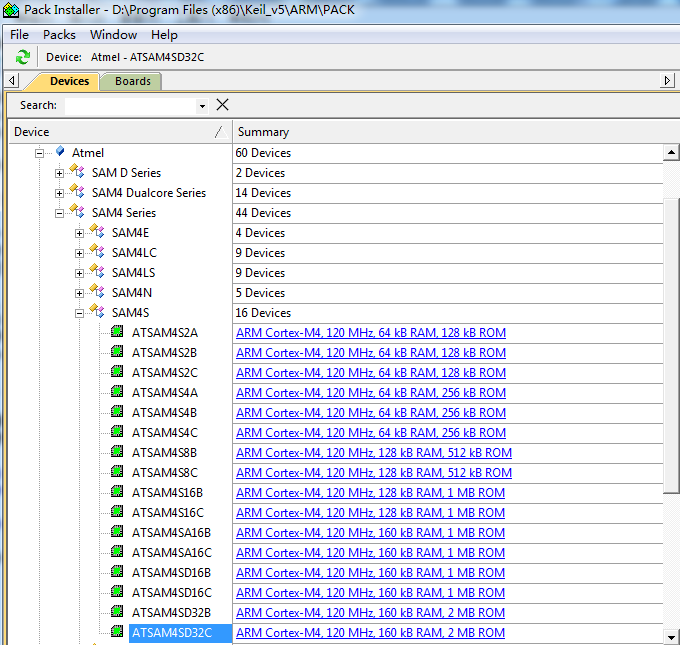 Pack Installer - D:\Program Files (x86)\Keil_v5\ARM\PACK
File Packs Window Help
Device: Atmel - ATSAM4SD32C
Devices Boards
Search:
Device Summary
Atmel 60 Devices
SAM D Series 2 Devices
SAM4 Dualcore Series 14 Devices
SAM4 Series 44 Devices
SAM4E 4 Devices
SAM4LC 9 Devices
SAM4LS 9 Devices
SAM4N 5 Devices
SAM4S 16 Devices
ATSAM4S2A ARM Cortex-M4, 120 MHz, 64 kB RAM, 128 kB ROM
ATSAM4S2B ARM Cortex-M4, 120 MHz, 64 kB RAM, 128 kB ROM
ATSAM4S2C ARM Cortex-M4, 120 MHz, 64 kB RAM, 128 kB ROM
ATSAM4S4A ARM Cortex-M4, 120 MHz, 64 kB RAM, 256 kB ROM
ATSAM4S4B ARM Cortex-M4, 120 MHz, 64 kB RAM, 256 kB ROM
ATSAM4S4C ARM Cortex-M4, 120 MHz, 64 kB RAM, 256 kB ROM
ATSAM4S8B ARM Cortex-M4, 120 MHz, 128 kB RAM, 512 kB ROM
ATSAM4S8C ARM Cortex-M4, 120 MHz, 128 kB RAM, 512 kB ROM
ATSAM4S16B ARM Cortex-M4, 120 MHz, 128 kB RAM, 1 MB ROM
ATSAM4S16C ARM Cortex-M4, 120 MHz, 128 kB RAM, 1 MB ROM
ATSAM4SA16B ARM Cortex-M4, 120 MHz, 160 kB RAM, 1 MB ROM
ATSAM4SA16C ARM Cortex-M4, 120 MHz, 160 kB RAM, 1 MB ROM
ATSAM4SD16B ARM Cortex-M4, 120 MHz, 160 kB RAM, 1 MB ROM
ATSAM4SD16C ARM Cortex-M4, 120 MHz, 160 kB RAM, 1 MB ROM
ATSAM4SD32B ARM Cortex-M4, 120 MHz, 160 kB RAM, 2 MB ROM
ATSAM4SD32C ARM Cortex-M4, 120 MHz, 160 kB RAM, 2 MB ROM